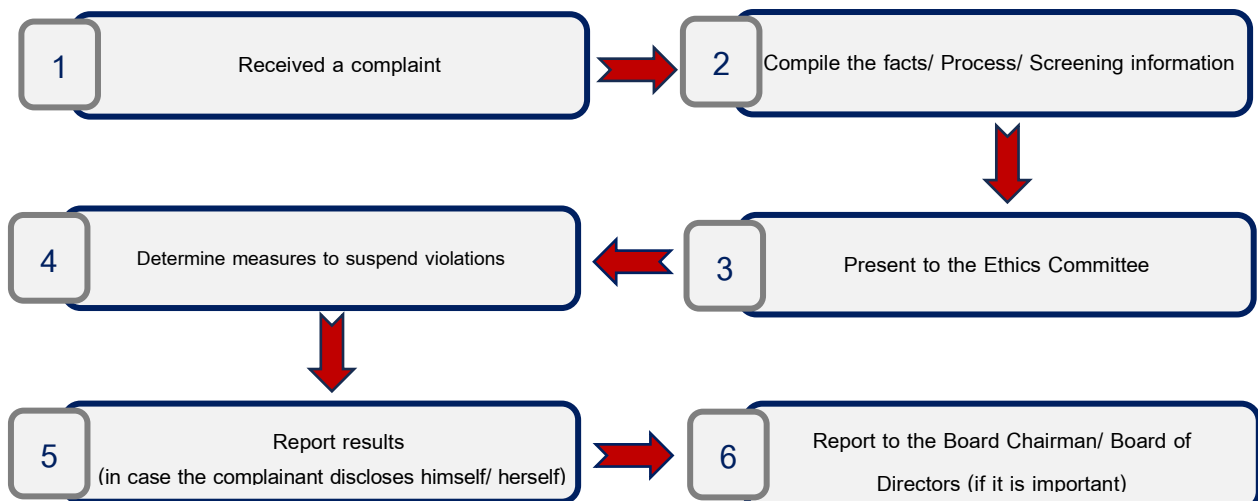 1
Received a complaint
2
Compile the facts/ Process/ Screening information
3
Present to the Ethics Committee
4
Determine measures to suspend violations
5
Report results
(in case the complainant discloses himself/ herself)
6
Report to the Board Chairman/ Board of
Directors (if it is important)